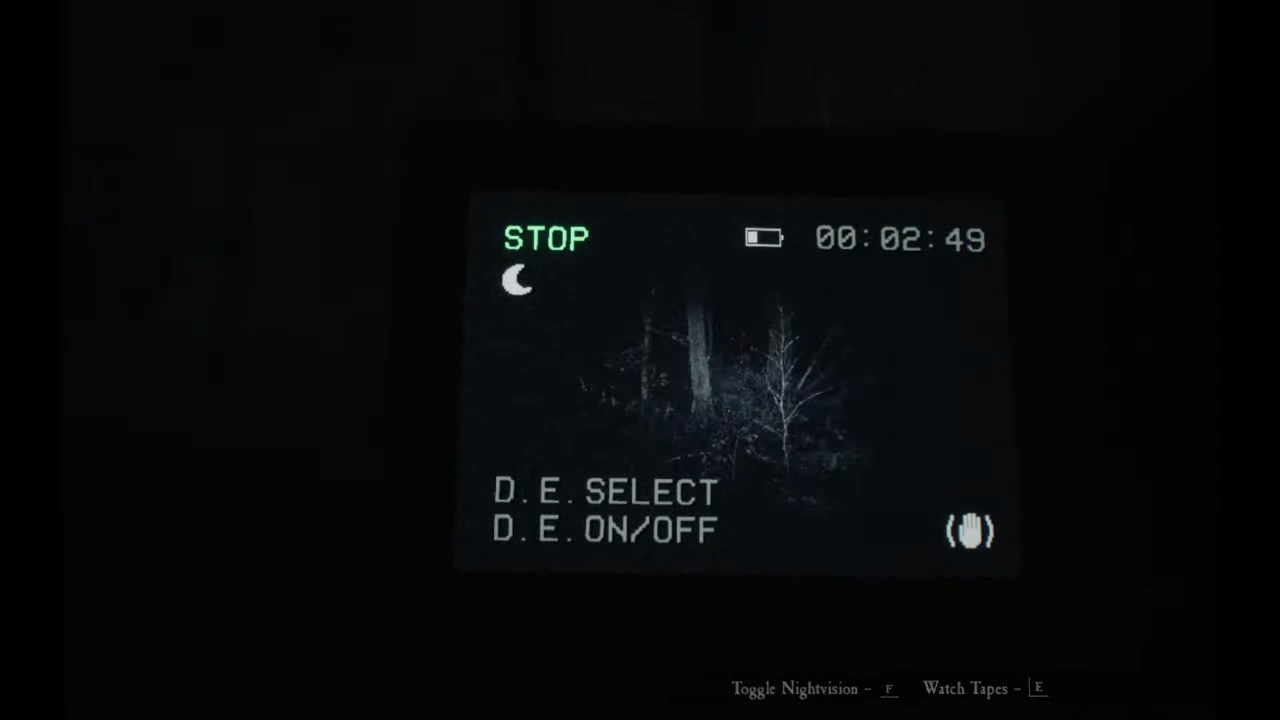 STOP 00:02:49
D.E.SELECT
D.E.ON/OFF
Toggle Nightvision - F Watch Tapes - E